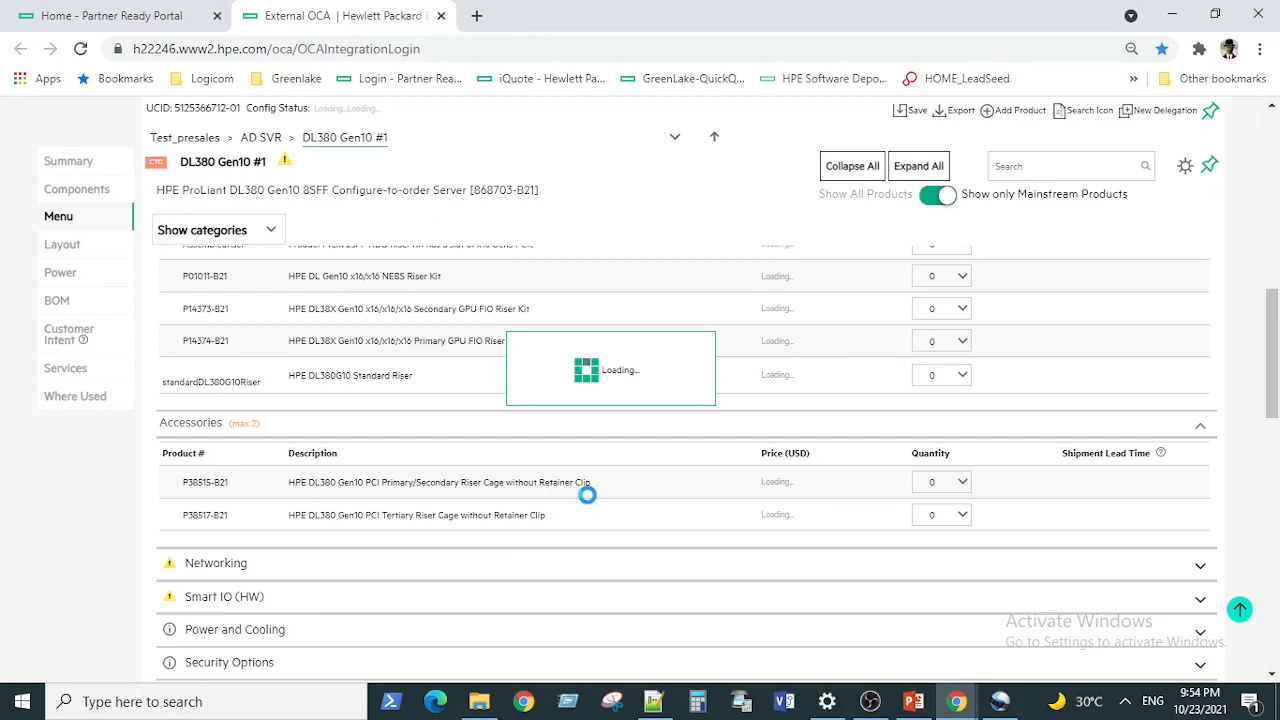 Home - Partner Ready Portal
External OCA | Hewlett Packard E
h22246.www2.hpe.com/oca/OCAIntegrationLogin
Apps
Bookmarks
Logicom
Greenlake
Login - Partner Rea...
iQuote - Hewlett Pa...
GreenLake-QuickQ...
HPE Software Depo...
HOME_LeadSeed
Other bookmarks
UCID: 5125366712-01 Config Status: Loading...Loading...
Save
Export
Add Product
Search Icon
New Delegation
Test_presales > AD SVR > DL380 Gen10 #1
CTO DL380 Gen10 #1
Collapse All
Expand All
Search
HPE ProLiant DL380 Gen10 8SFF Configure-to-order Server [868703-B21]
Show All Products
Show only Mainstream Products
Show categories
Summary
Components
Menu
Layout
Power
BOM
Customer
Intent
Services
Where Used
P01011-B21 HPE DL Gen10 x16/x16 NEBS Riser Kit Loading... 0
P14373-B21 HPE DL38X Gen10 x16/x16/x16 Secondary GPU FIO Riser Kit Loading... 0
P14374-B21 HPE DL38X Gen10 x16/x16/x16 Primary GPU FIO Riser Loading... 0
standardDL380G10Riser HPE DL380G10 Standard Riser Loading... 0
Loading...
Accessories (max 2)
Product # Description Price (USD) Quantity Shipment Lead Time
P38515-B21 HPE DL380 Gen10 PCI Primary/Secondary Riser Cage without Retainer Clip Loading... 0
P38517-B21 HPE DL380 Gen10 PCI Tertiary Riser Cage without Retainer Clip Loading... 0
Networking
Smart IO (HW)
Power and Cooling
Security Options
Activate Windows
Go to Settings to activate Windows.
Type here to search
30°C
ENG
9:54 PM
10/23/2021
1